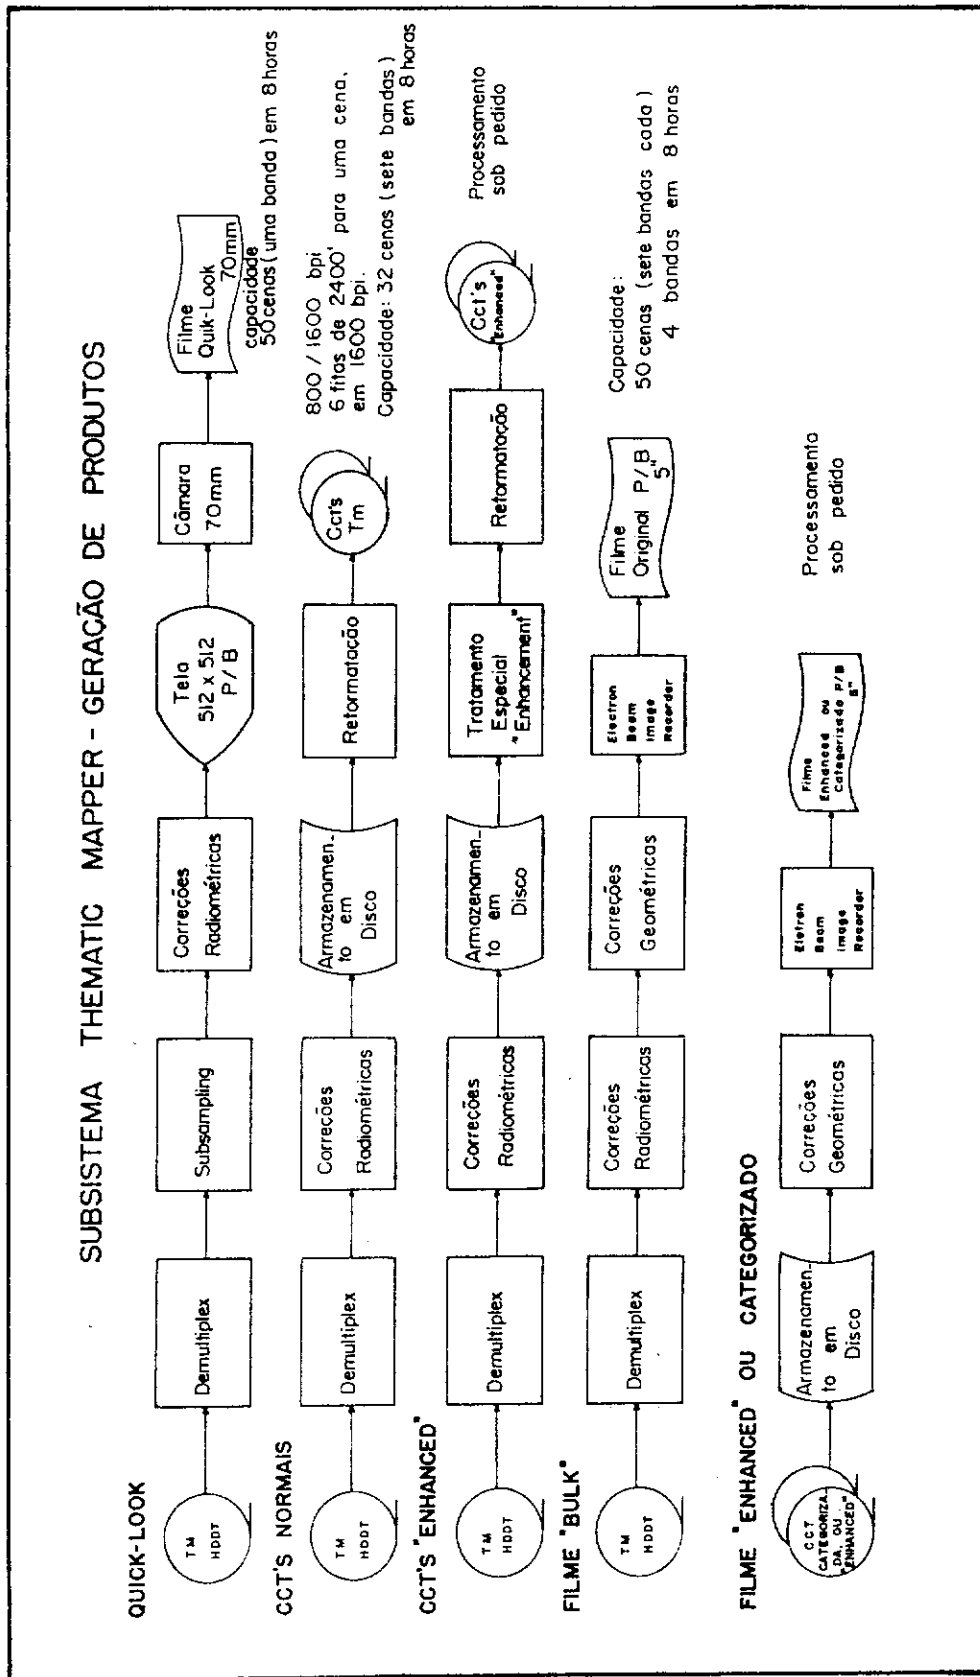 SUBSISTEMA THEMATIC MAPPER - GERAÇÃO DE PRODUTOS
QUICK-LOOK
TM
HDDT
Demultiplex
Subsampling
Correções
Radiométricas
Tela
512 x 512
P/B
Câmara
70mm
Filme
Quik-Look
70mm
capacidade
50 cenas (uma banda) em 8 horas
CCT'S NORMAIS
TM
HDDT
Demultiplex
Correções
Radiométricas
Armazenamen-
to em
Disco
Retormatação
Cct's
Tm
800 / 1600 bpi
6 fitas de 2400' para uma cena,
em 1600 bpi.
Capacidade: 32 cenas (sete bandas)
em 8 horas
CCT'S "ENHANCED"
TM
HDDT
Demultiplex
Correções
Radiométricas
Armazenamen-
to em
Disco
Tratamento
Especial
"Enhancement"
Retormatação
Cct's
"Enhanced"
Processamento
sob pedido
FILME "BULK"
TM
HDDT
Demultiplex
Correções
Radiométricas
Correções
Geométricas
Electron
Beam
Image
Recorder
Filme
Original P/B
5"
Capacidade:
50 cenas (sete bandas cada)
4 bandas em 8 horas
FILME "ENHANCED" OU CATEGORIZADO
CCT
CATEGORIZA
DA, OU
"ENHANCED"
Armazenamen-
to em
Disco
Correções
Geométricas
Eletron
Beam
Image
Recorder
Filme
Enhanced ou
Categorizado P/B
5"
Processamento
sob pedido